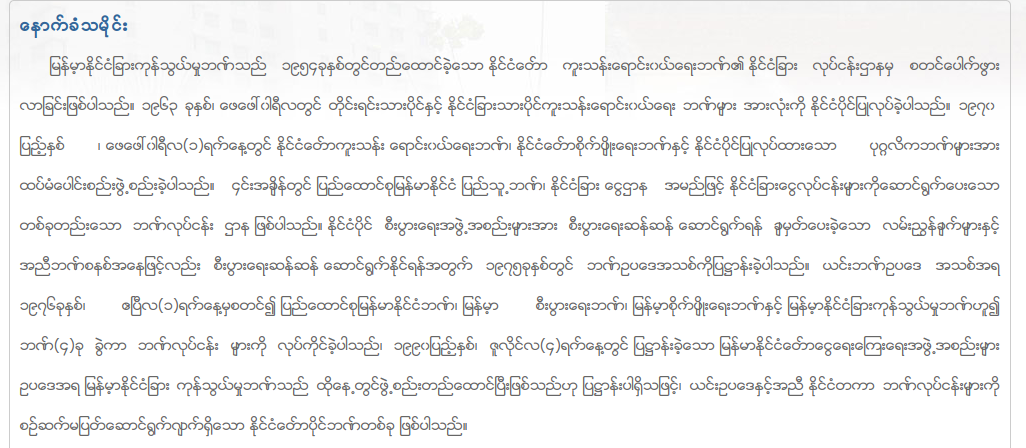 နောက်ခံသမိုင်း
မြန်မာ့နိုင်ငံခြားကုန်သွယ်မှုဘဏ်သည် ၁၉၅၄ခုနှစ်တွင်တည်ထောင်ခဲ့သော နိုင်ငံတော် ကူးသန်းရောင်းဝယ်ရေးဘဏ်၏ နိုင်ငံခြား လုပ်ငန်းဌာနမှ စတင်ပေါက်ဖွား
လာခြင်းဖြစ်ပါသည်။ ၁၉၆၃ ခုနှစ်၊ ဖေဖေါ်ဝါရီလတွင် တိုင်းရင်းသားပိုင်နှင့် နိုင်ငံခြားသားပိုင်ကူးသန်းရောင်းဝယ်ရေး ဘဏ်များ အားလုံးကို နိုင်ငံပိုင်ပြုလုပ်ခဲ့ပါသည်။ ၁၉၇၀
ပြည့်နှစ် ၊ ဖေဖေါ်ဝါရီလ(၁)ရက်နေ့တွင် နိုင်ငံတော်ကူးသန်း ရောင်းဝယ်ရေးဘဏ်၊ နိုင်ငံတော်စိုက်ပျိုးရေးဘဏ်နှင့် နိုင်ငံပိုင်ပြုလုပ်ထားသော ပုဂ္ဂလိကဘဏ်များအား
ထပ်မံပေါင်းစည်းဖွဲ့စည်းခဲ့ပါသည်။ ၎င်းအချိန်တွင် ပြည်ထောင်စုမြန်မာနိုင်ငံ ပြည်သူ့ဘဏ်၊ နိုင်ငံခြား ငွေဌာန အမည်ဖြင့် နိုင်ငံခြားငွေလုပ်ငန်းများကိုဆောင်ရွက်ပေးသော
တစ်ခုတည်းသော ဘဏ်လုပ်ငန်း ဌာန ဖြစ်ပါသည်။ နိုင်ငံပိုင် စီးပွားရေးအဖွဲ့အစည်းများအား စီးပွားရေးဆန်ဆန် ဆောင်ရွက်ရန် ချမှတ်ပေးခဲ့သော လမ်းညွှန်ချက်များနှင့်
အညီဘဏ်စနစ်အနေဖြင့်လည်း စီးပွားရေးဆန်ဆန် ဆောင်ရွက်နိုင်ရန်အတွက် ၁၉၇၅ခုနှစ်တွင် ဘဏ်ဥပဒေအသစ်ကိုပြဋ္ဌာန်းခဲ့ပါသည်။ ယင်းဘဏ်ဥပဒေ အသစ်အရ
၁၉၇၆ခုနှစ်၊ ဧပြီလ(၁)ရက်နေ့မှစတင်၍ ပြည်ထောင်စုမြန်မာနိုင်ငံဘဏ်၊ မြန်မာ့ စီးပွားရေးဘဏ်၊ မြန်မာ့စိုက်ပျိုးရေးဘဏ်နှင့် မြန်မာ့နိုင်ငံခြားကုန်သွယ်မှုဘဏ်ဟူ၍
ဘဏ်(၄)ခု ခွဲကာ ဘဏ်လုပ်ငန်း များကို လုပ်ကိုင်ခဲ့ပါသည်၊ ၁၉၉၀ပြည့်နှစ်၊ ဇူလိုင်လ(၄)ရက်နေ့တွင် ပြဋ္ဌာန်းခဲ့သော မြန်မာနိုင်ငံတော်ငွေရေးကြေးရေးအဖွဲ့အစည်းများ
ဥပဒေအရ မြန်မာ့နိုင်ငံခြား ကုန်သွယ်မှုဘဏ်သည် ထိုနေ့တွင်ဖွဲ့စည်းတည်ထောင်ပြီးဖြစ်သည်ဟု ပြဋ္ဌာန်းပါရှိသဖြင့်၊ ယင်းဥပဒေနှင့်အညီ နိုင်ငံတကာ ဘဏ်လုပ်ငန်းများကို
စဉ်ဆက်မပြတ်ဆောင်ရွက်လျှက်ရှိသော နိုင်ငံတော်ပိုင်ဘဏ်တစ်ခု ဖြစ်ပါသည်။